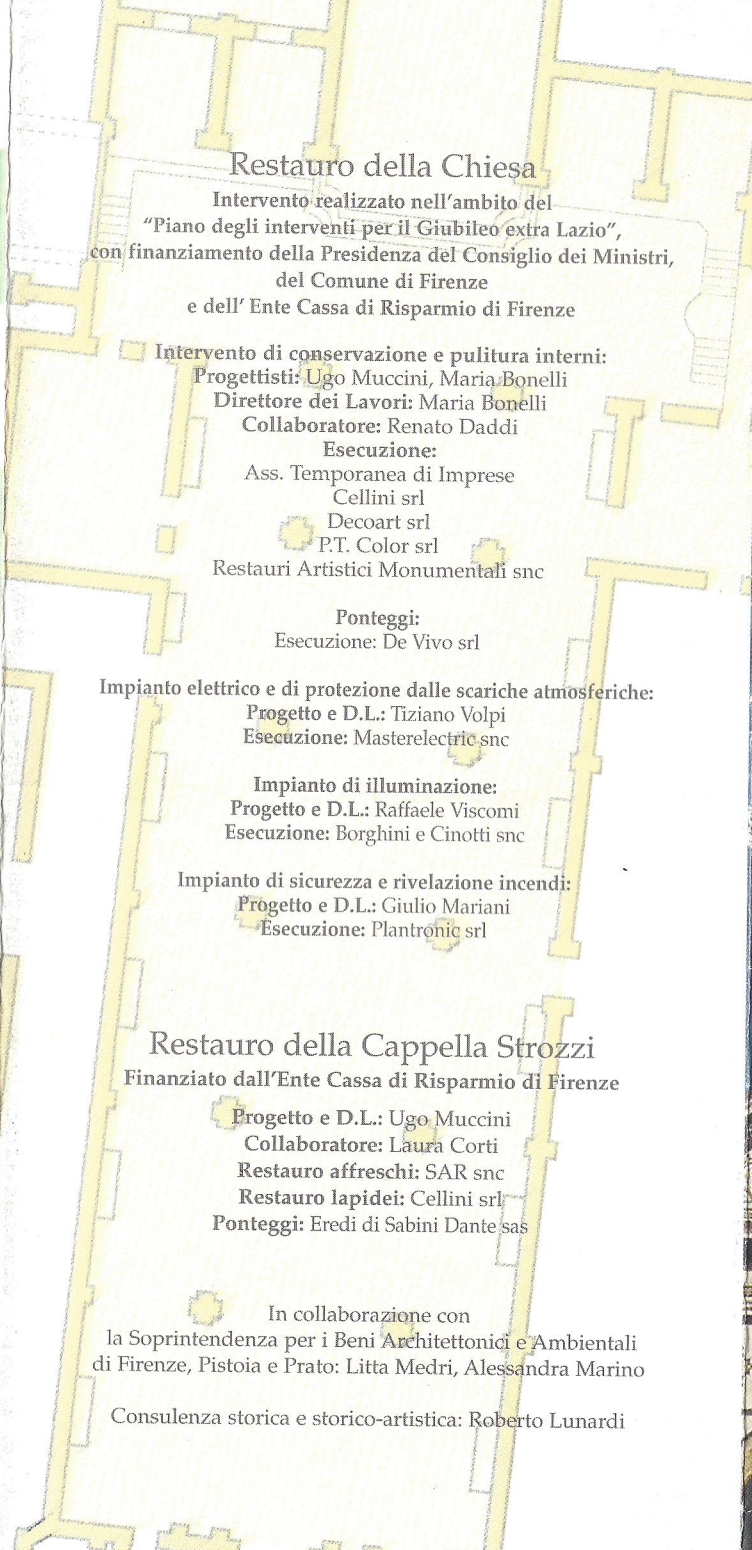 Restauro della Chiesa
Intervento realizzato nell'ambito del
“Piano degli interventi per il Giubileo extra Lazio”,
con finanziamento della Presidenza del Consiglio dei Ministri,
del Comune di Firenze
e dell' Ente Cassa di Risparmio di Firenze
Intervento di conservazione e pulitura interni:
Progettisti: Ugo Muccini, Maria Bonelli
Direttore dei Lavori: Maria Bonelli
Collaboratore: Renato Daddi
Esecuzione:
Ass. Temporanea di Imprese
Cellini srl
Decoart srl
P.T. Color srl
Restauri Artistici Monumentali snc
Ponteggi:
Esecuzione: De Vivo srl
Impianto elettrico e di protezione dalle scariche atmosferiche:
Progetto e D.L.: Tiziano Volpi
Esecuzione: Masterelectric snc
Impianto di illuminazione:
Progetto e D.L.: Raffaele Viscomi
Esecuzione: Borghini e Cinotti snc
Impianto di sicurezza e rivelazione incendi:
Progetto e D.L.: Giulio Mariani
Esecuzione: Plantronic srl
Restauro della Cappella Strozzi
Finanziato dall'Ente Cassa di Risparmio di Firenze
Progetto e D.L.: Ugo Muccini
Collaboratore: Laura Corti
Restauro affreschi: SAR snc
Restauro lapidei: Cellini srl
Ponteggi: Eredi di Sabini Dante sas
In collaborazione con
la Soprintendenza per i Beni Architettonici e Ambientali
di Firenze, Pistoia e Prato: Litta Medri, Alessandra Marino
Consulenza storica e storico-artistica: Roberto Lunardi